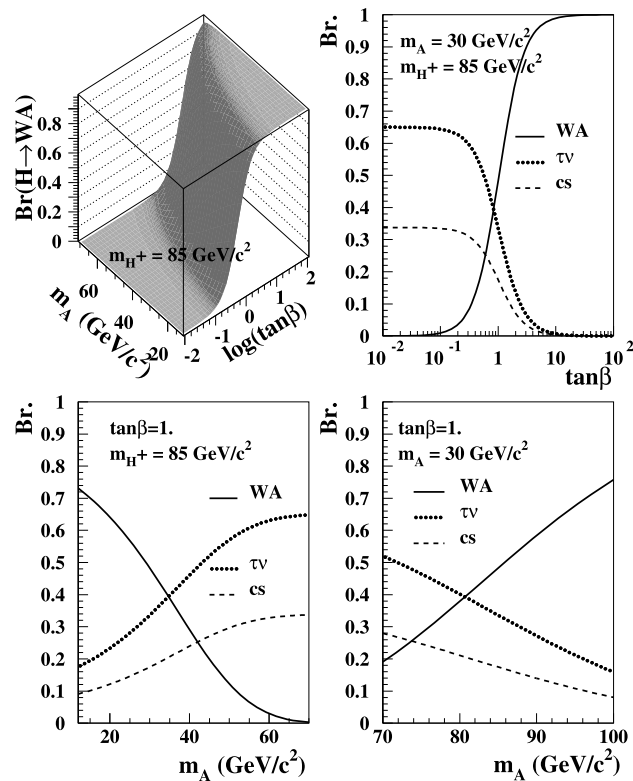 Br(H→WA)
0.8
0.6
0.4
0.2
0
m_H+ = 85 GeV/c²
m_A (GeV/c²)
60
40
20
log(tanβ)
-2
-1
0
1
2
Br.
1
0.9
0.8
0.7
0.6
0.5
0.4
0.3
0.2
0.1
0
m_A = 30 GeV/c²
m_H+ = 85 GeV/c²
WA
τν
cs
10⁻² 10⁻¹ 1 10 10²
tanβ
Br.
1
0.9
0.8
0.7
0.6
0.5
0.4
0.3
0.2
0.1
0
tanβ=1.
m_H+ = 85 GeV/c²
WA
τν
cs
20 40 60
m_A (GeV/c²)
Br.
1
0.9
0.8
0.7
0.6
0.5
0.4
0.3
0.2
0.1
0
tanβ=1.
m_A = 30 GeV/c²
WA
τν
cs
70 80 90 100
m_A (GeV/c²)